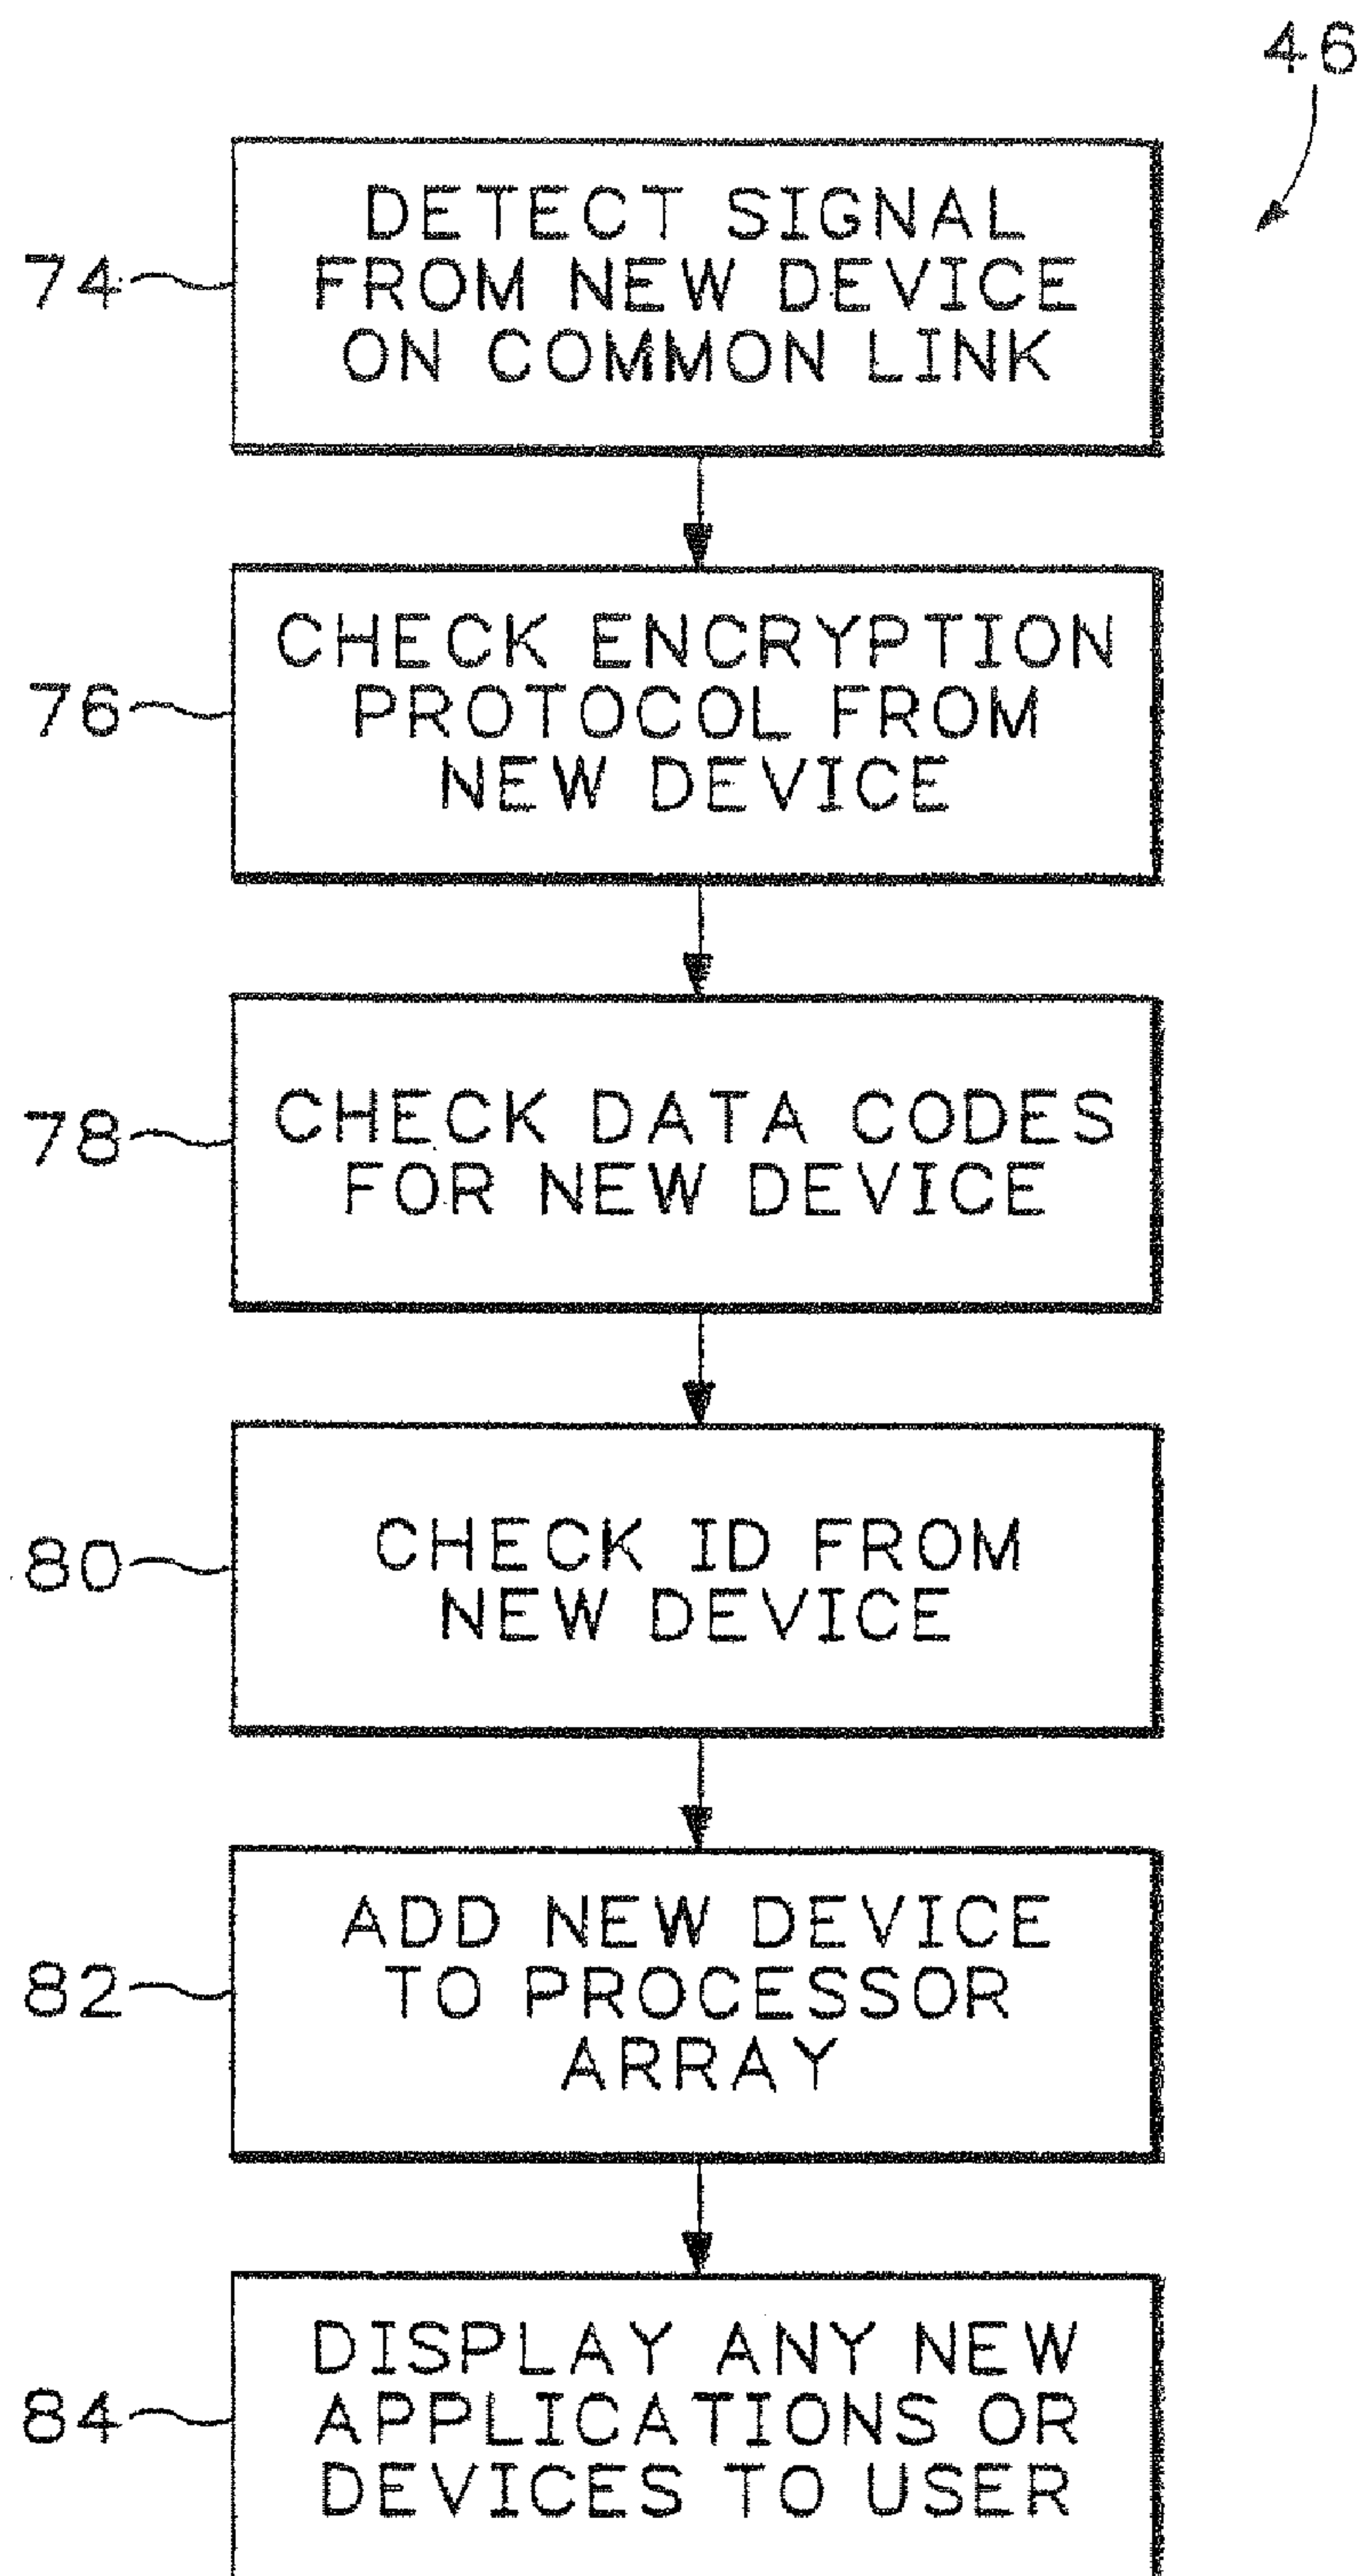 46
74
DETECT SIGNAL
FROM NEW DEVICE
ON COMMON LINK
76
CHECK ENCRYPTION
PROTOCOL FROM
NEW DEVICE
78
CHECK DATA CODES
FOR NEW DEVICE
80
CHECK ID FROM
NEW DEVICE
82
ADD NEW DEVICE
TO PROCESSOR
ARRAY
84
DISPLAY ANY NEW
APPLICATIONS OR
DEVICES TO USER